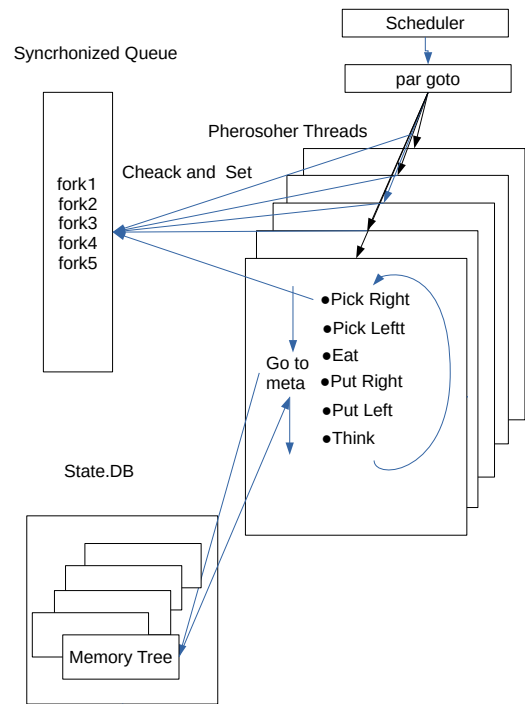 Scheduler
Syncrhonized Queue
par goto
Pherosoher Threads
Cheack and Set
fork1
fork2
fork3
fork4
fork5
●Pick Right
●Pick Leftt
●Eat
●Put Right
●Put Left
●Think
Go to
meta
State.DB
Memory Tree